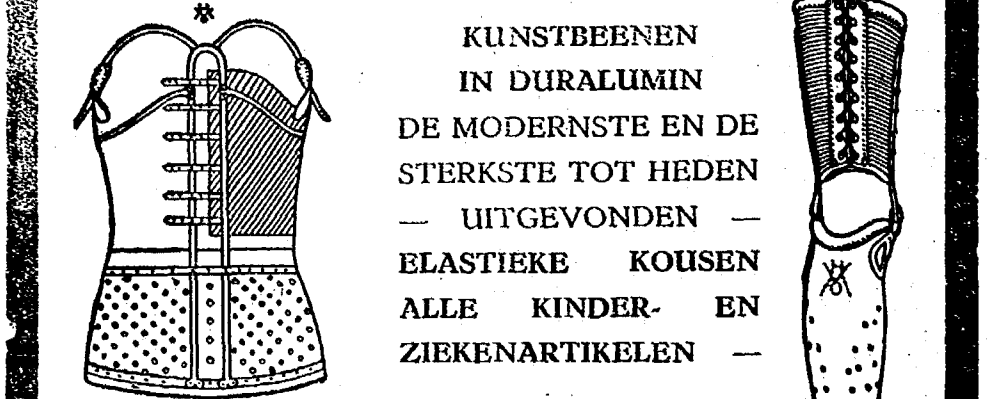 KUNSTBEENEN
IN DURALUMIN
DE MODERNSTE EN DE
STERKSTE TOT HEDEN
— UITGEVONDEN —
ELASTIEKE KOUSEN
ALLE KINDER- EN
ZIEKENARTIKELEN —